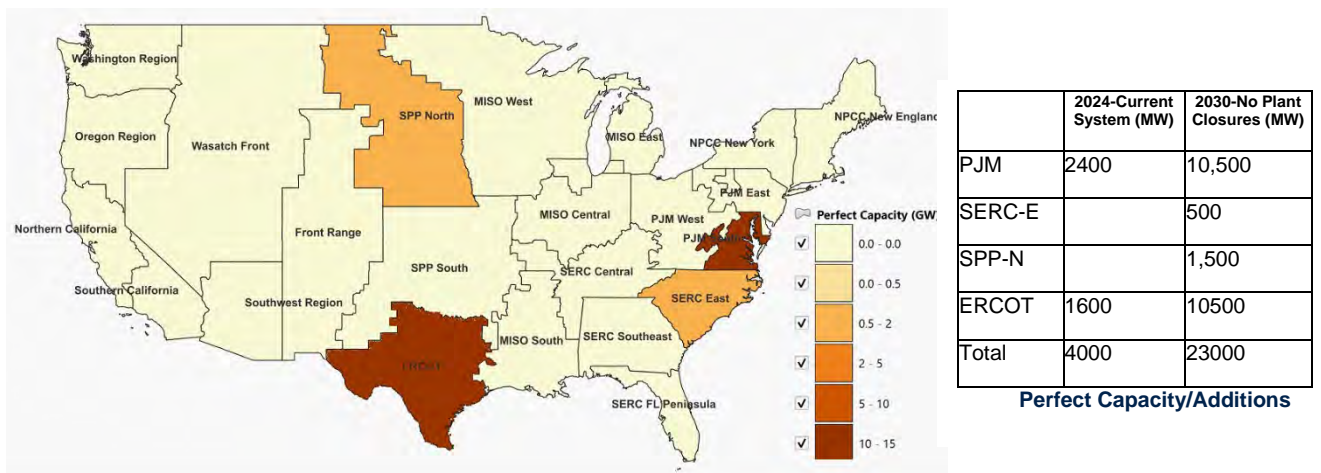 Washington Region
Oregon Region
Wasatch Front
SPP North
MISO West
MISO East
NPCC New York
NPCC New England
PJM East
PJM West
PJM
MISO Central
Northern California
Front Range
SPP South
SERC Central
Southern California
Southwest Region
SERC East
MISO South
SERC Southeast
ERCOT
SERC FL Peninsula
Perfect Capacity (GW)
0.0 - 0.0
0.0 - 0.5
0.5 - 2
2 - 5
5 - 10
10 - 15
2024-Current 2030-No Plant
System (MW) Closures (MW)
PJM 2400 10,500
SERC-E 500
SPP-N 1,500
ERCOT 1600 10500
Total 4000 23000
Perfect Capacity/Additions